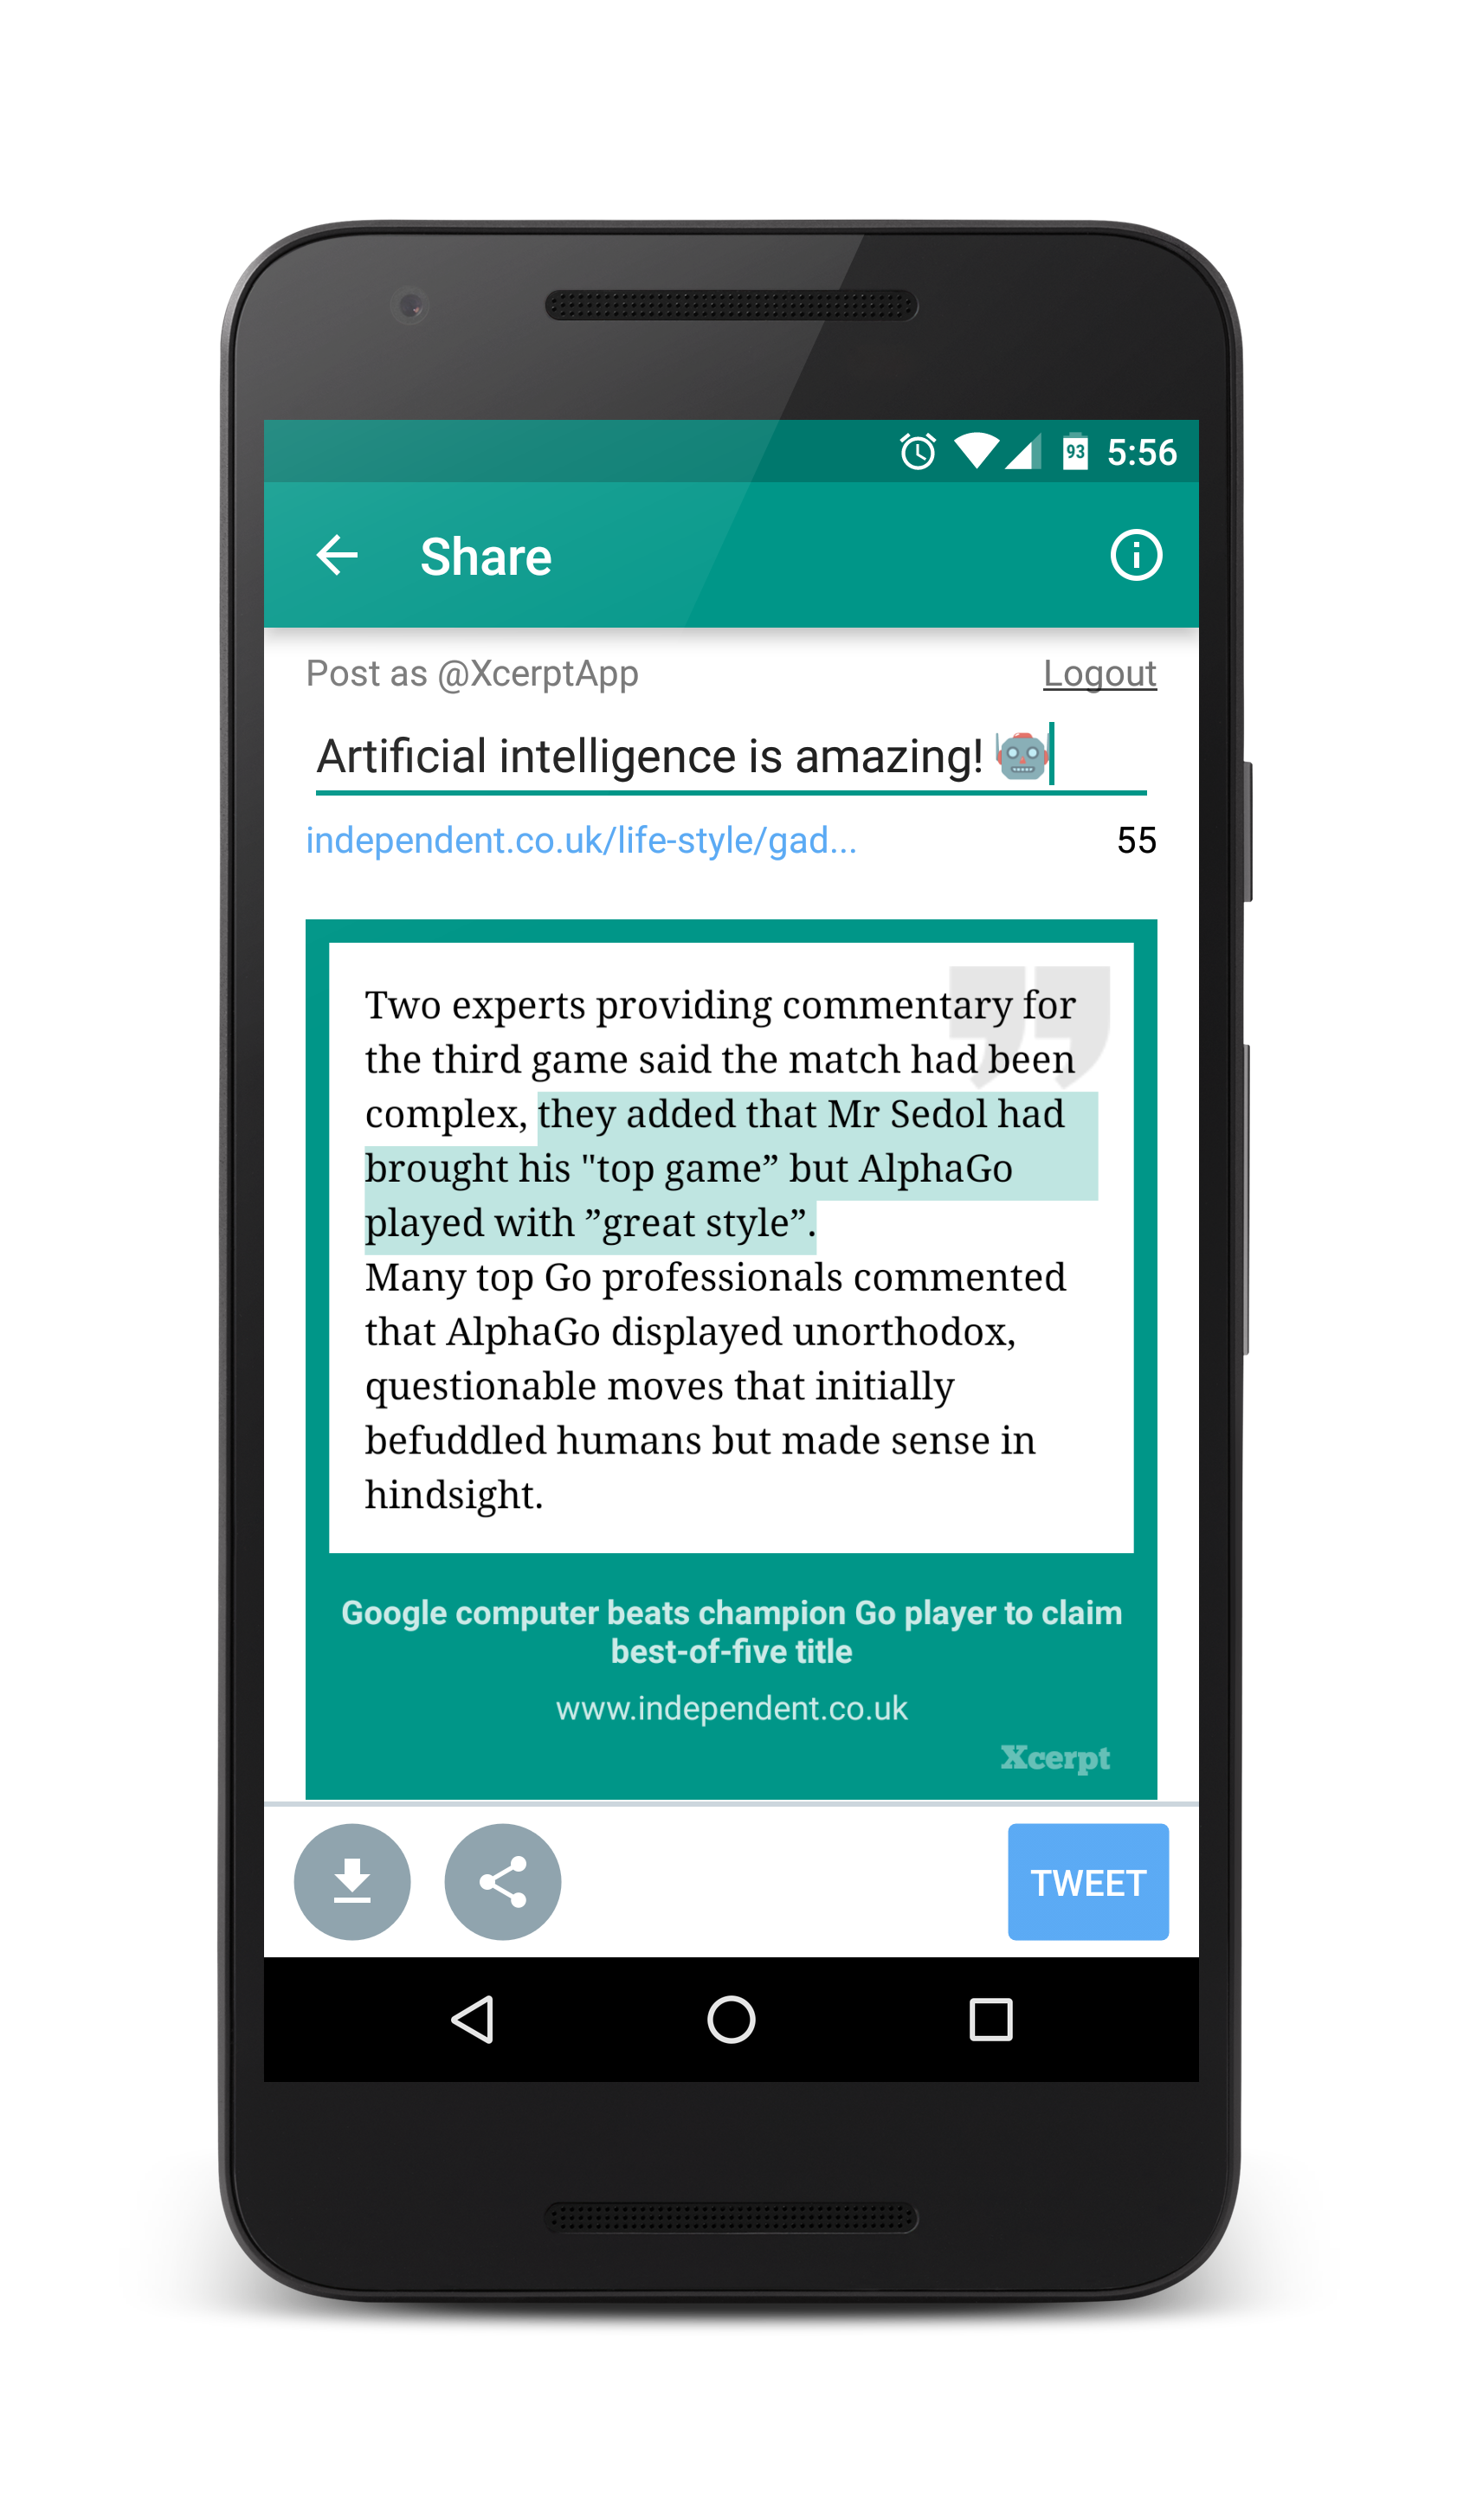 93 5:56
Share
Post as @XcerptApp Logout
Artificial intelligence is amazing! 🤖
independent.co.uk/life-style/gad... 55
Two experts providing commentary for
the third game said the match had been
complex, they added that Mr Sedol had
brought his "top game” but AlphaGo
played with ”great style”.
Many top Go professionals commented
that AlphaGo displayed unorthodox,
questionable moves that initially
befuddled humans but made sense in
hindsight.
Google computer beats champion Go player to claim
best-of-five title
www.independent.co.uk
Xcerpt
TWEET